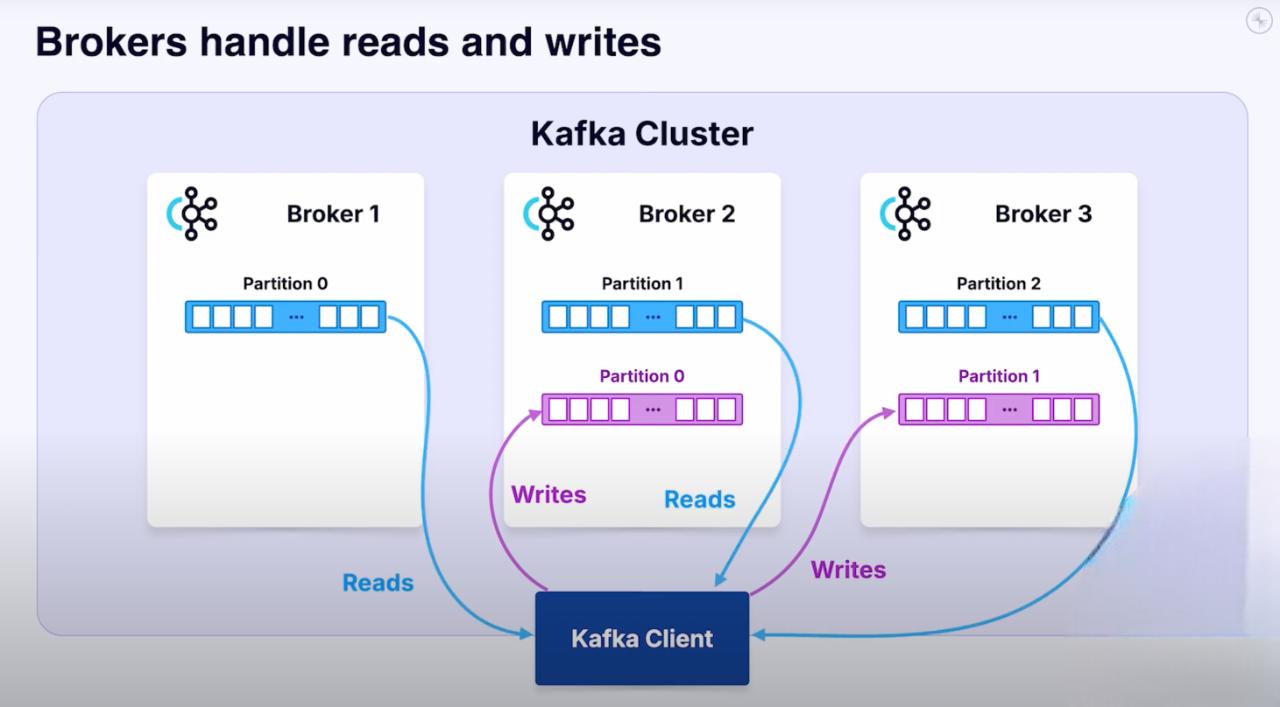 Brokers handle reads and writes
Kafka Cluster
Broker 1
Broker 2
Broker 3
Partition 0
Partition 1
Partition 2
...
...
...
Partition 0
Partition 1
...
...
Writes
Reads
Writes
Reads
Kafka Client